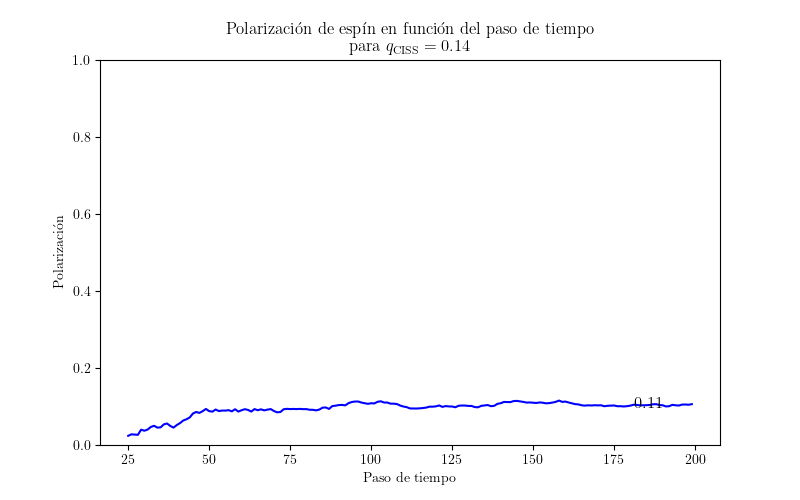 Polarización de espín en función del paso de tiempo
para q_CISS = 0.14
1.0
0.8
0.6
0.4
0.2
0.0
Polarización
0.11
25 50 75 100 125 150 175 200
Paso de tiempo